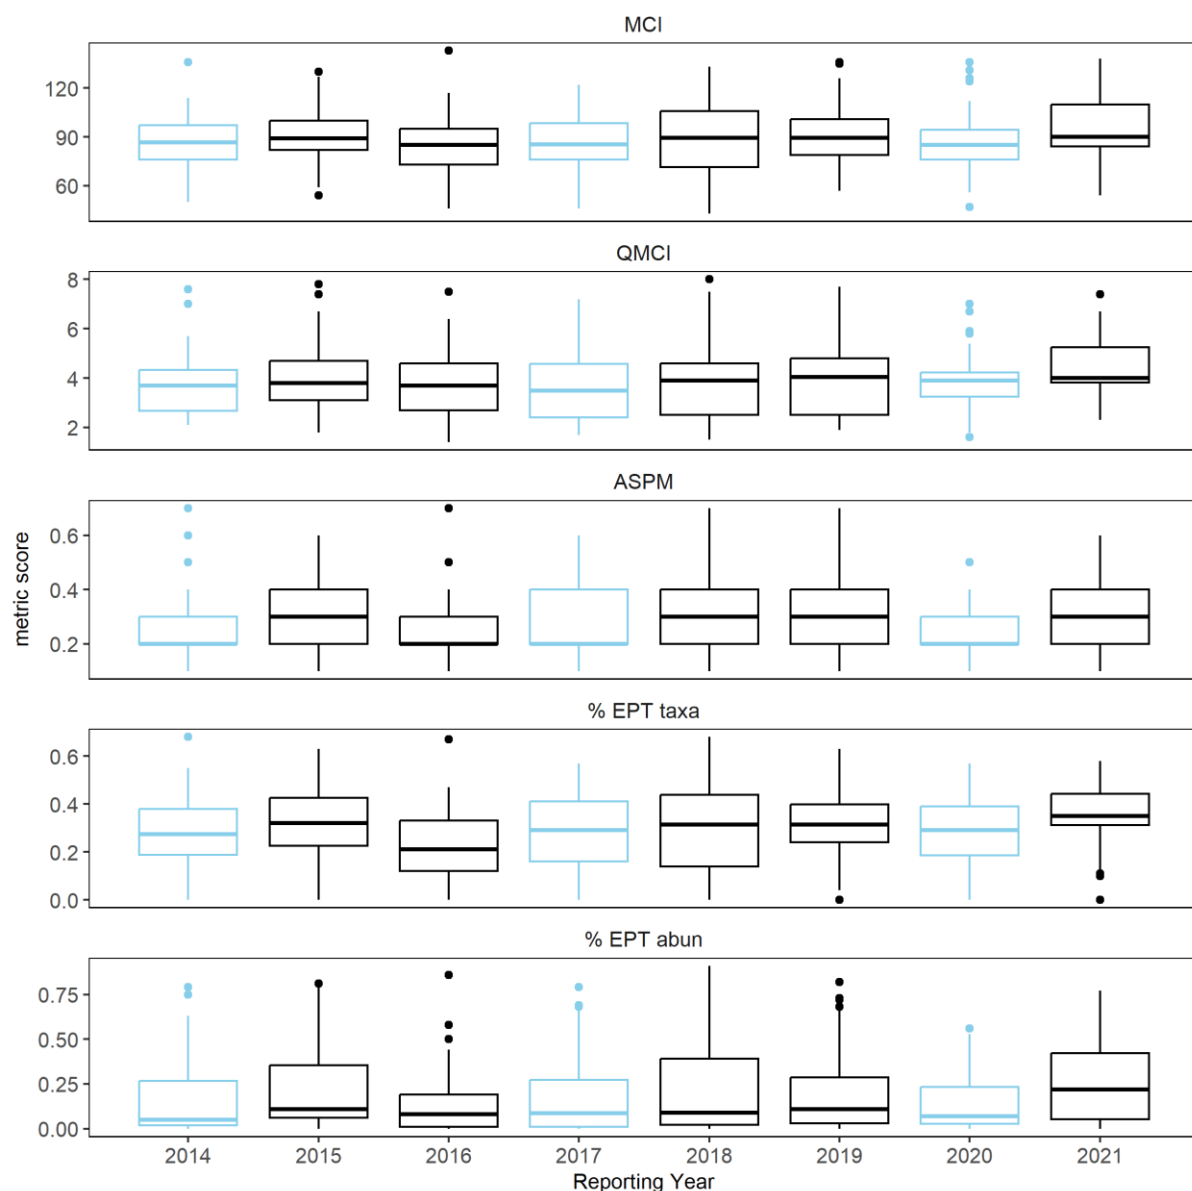 MCI
120
90
60
QMCI
8
6
4
2
ASPM
0.6
0.4
0.2
metric score
% EPT taxa
0.6
0.4
0.2
0.0
% EPT abun
0.75
0.50
0.25
0.00
2014 2015 2016 2017 2018 2019 2020 2021
Reporting Year